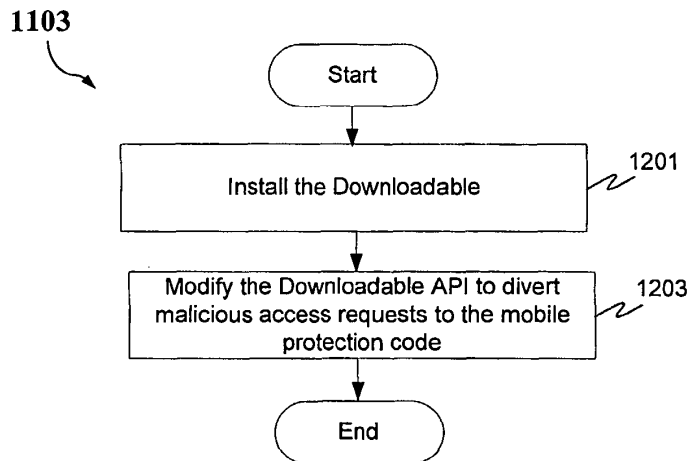 1103
Start
Install the Downloadable
1201
Modify the Downloadable API to divert
malicious access requests to the mobile
protection code
1203
End